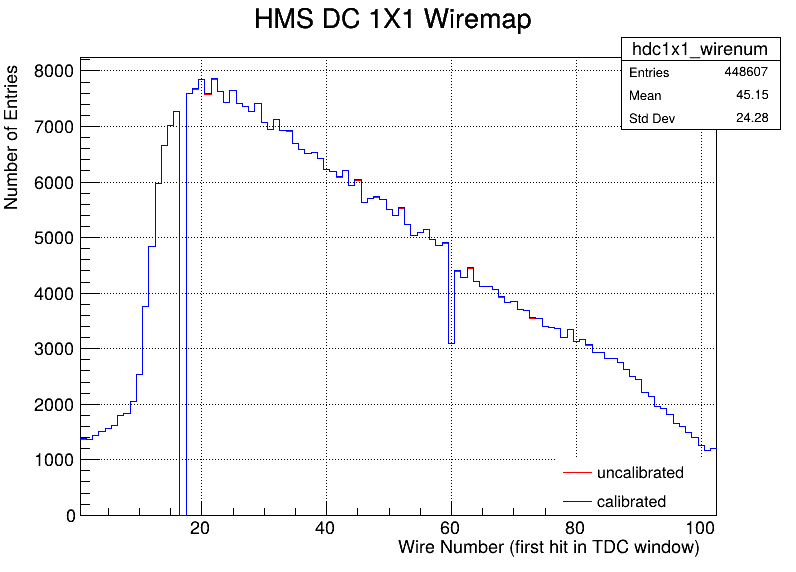 HMS DC 1X1 Wiremap
hdc1x1_wirenum
Entries 448607
Mean 45.15
Std Dev 24.28
Number of Entries
8000
7000
6000
5000
4000
3000
2000
1000
0
uncalibrated
calibrated
20 40 60 80 100
Wire Number (first hit in TDC window)